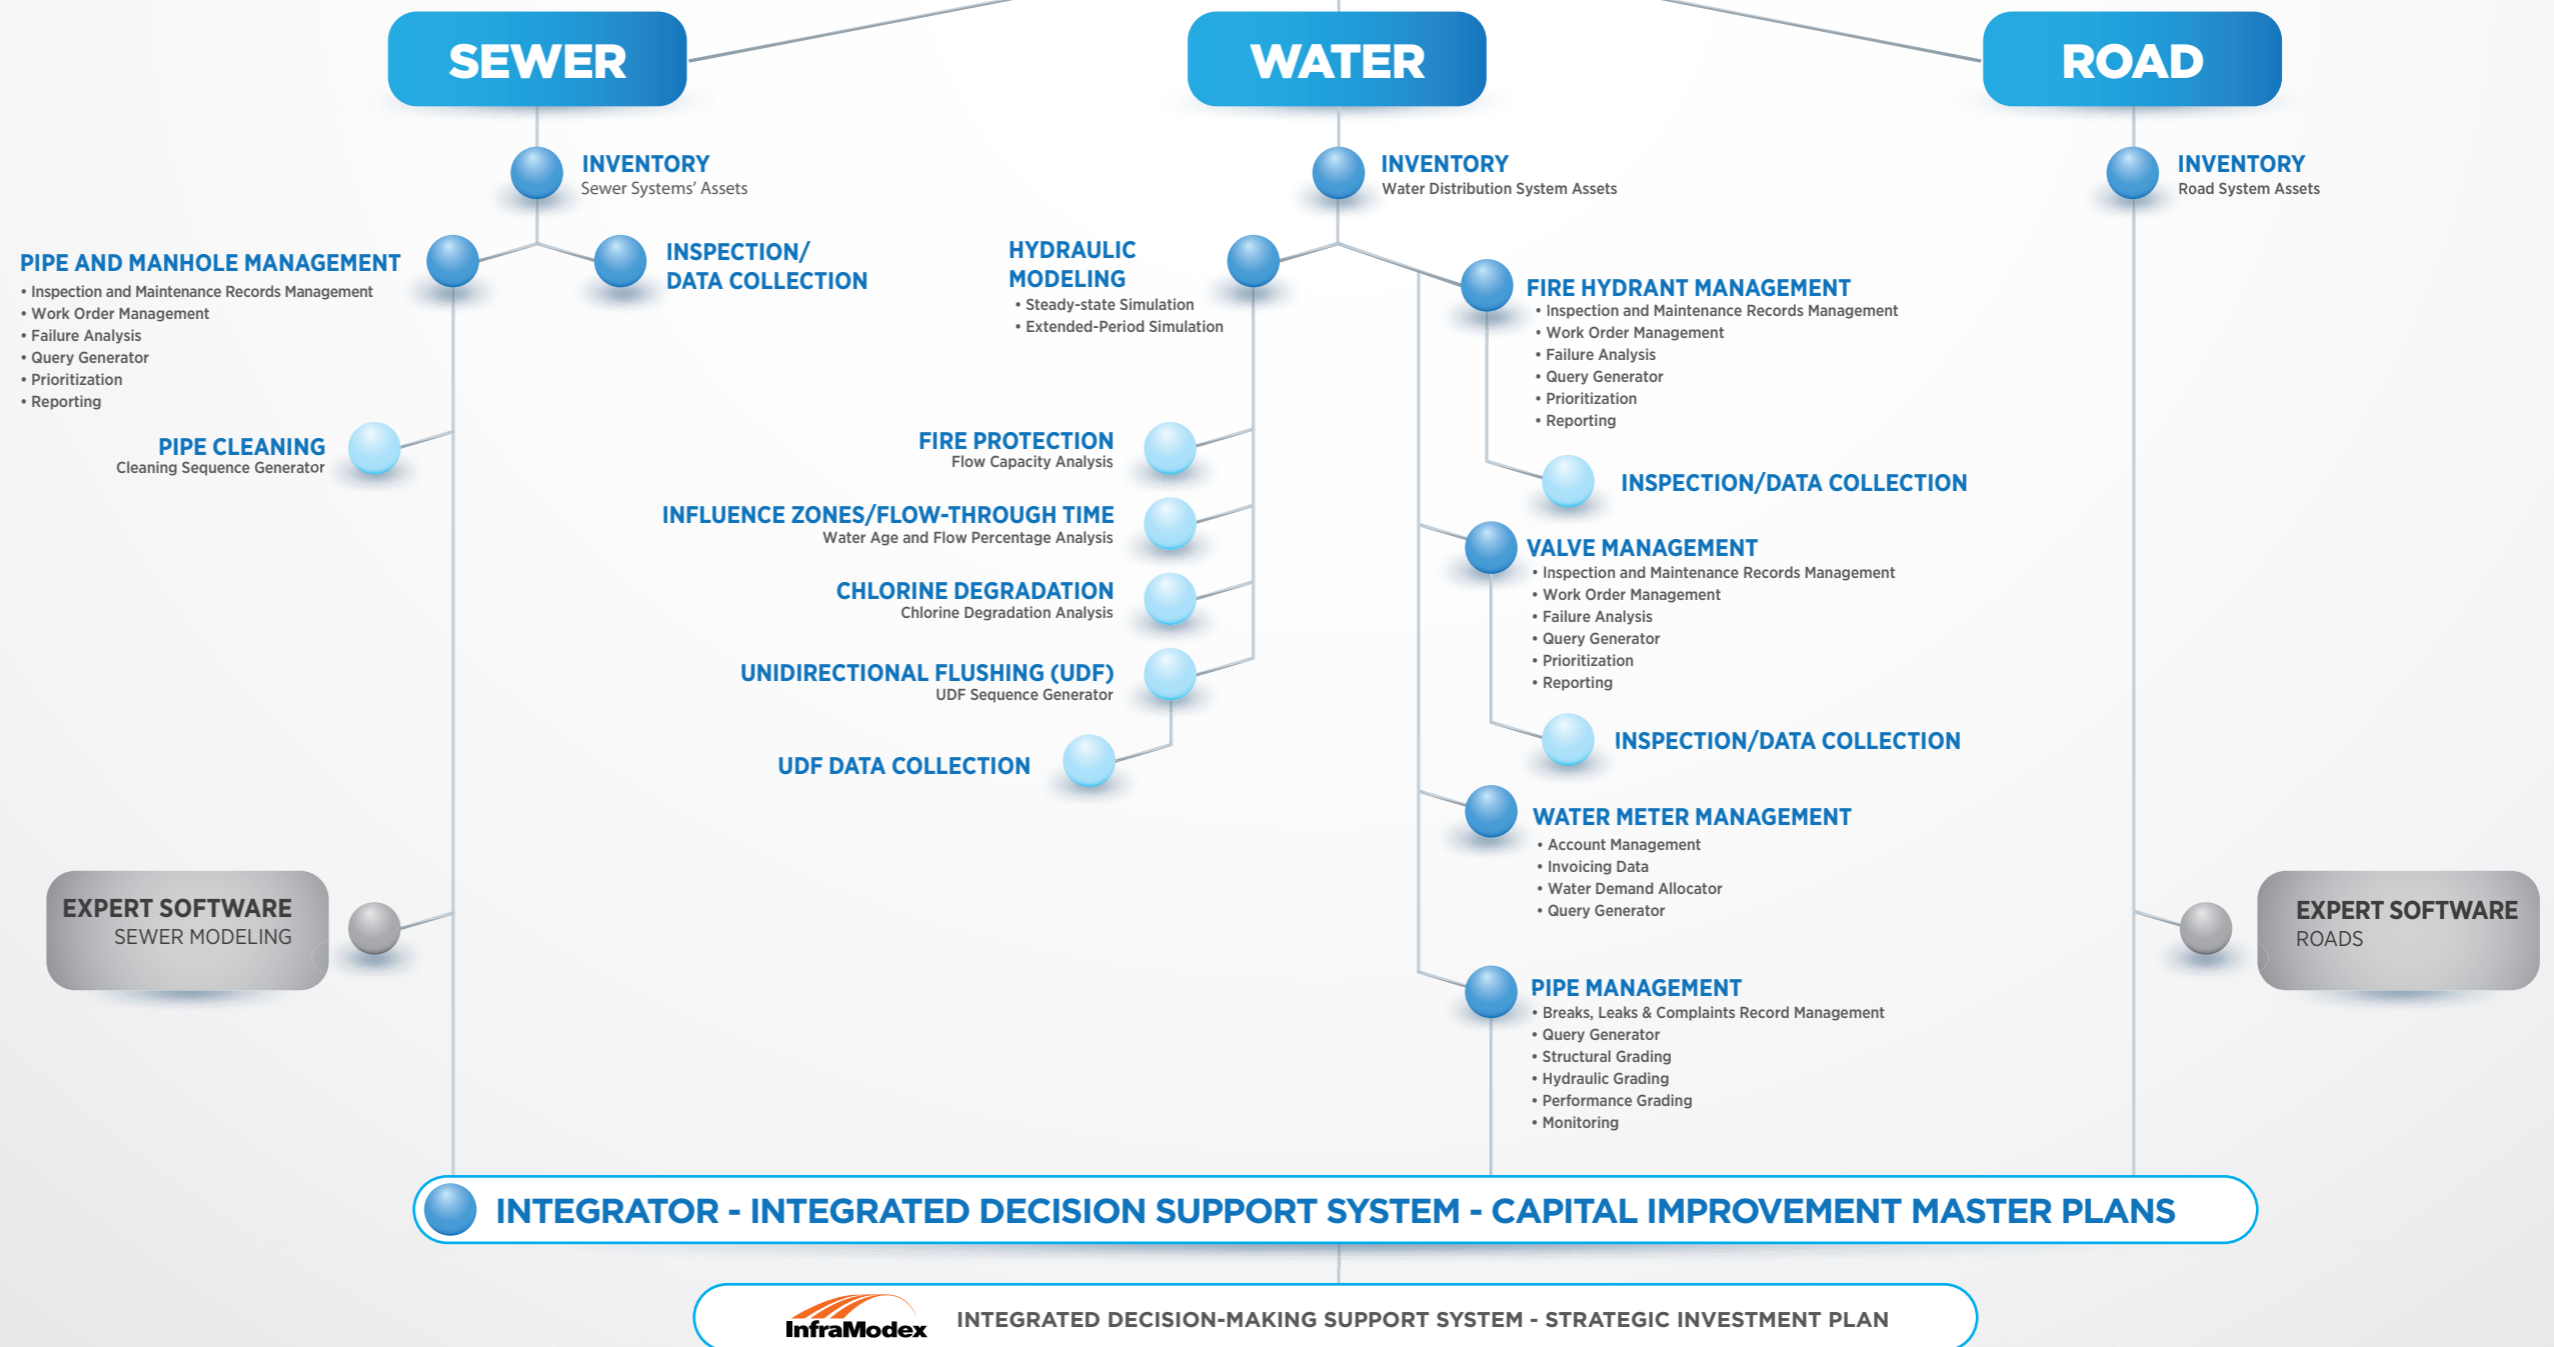 SEWER
WATER
ROAD
INVENTORY
Sewer Systems' Assets
PIPE AND MANHOLE MANAGEMENT
• Inspection and Maintenance Records Management
• Work Order Management
• Failure Analysis
• Query Generator
• Prioritization
• Reporting
INSPECTION/
DATA COLLECTION
PIPE CLEANING
Cleaning Sequence Generator
EXPERT SOFTWARE
SEWER MODELING
INVENTORY
Water Distribution System Assets
HYDRAULIC
MODELING
• Steady-state Simulation
• Extended-Period Simulation
FIRE PROTECTION
Flow Capacity Analysis
INFLUENCE ZONES/FLOW-THROUGH TIME
Water Age and Flow Percentage Analysis
CHLORINE DEGRADATION
Chlorine Degradation Analysis
UNIDIRECTIONAL FLUSHING (UDF)
UDF Sequence Generator
UDF DATA COLLECTION
FIRE HYDRANT MANAGEMENT
• Inspection and Maintenance Records Management
• Work Order Management
• Failure Analysis
• Query Generator
• Prioritization
• Reporting
INSPECTION/DATA COLLECTION
VALVE MANAGEMENT
• Inspection and Maintenance Records Management
• Work Order Management
• Failure Analysis
• Query Generator
• Prioritization
• Reporting
INSPECTION/DATA COLLECTION
WATER METER MANAGEMENT
• Account Management
• Invoicing Data
• Water Demand Allocator
• Query Generator
PIPE MANAGEMENT
• Breaks, Leaks & Complaints Record Management
• Query Generator
• Structural Grading
• Hydraulic Grading
• Performance Grading
• Monitoring
INVENTORY
Road System Assets
EXPERT SOFTWARE
ROADS
INTEGRATOR - INTEGRATED DECISION SUPPORT SYSTEM - CAPITAL IMPROVEMENT MASTER PLANS
InfraModex
INTEGRATED DECISION-MAKING SUPPORT SYSTEM - STRATEGIC INVESTMENT PLAN